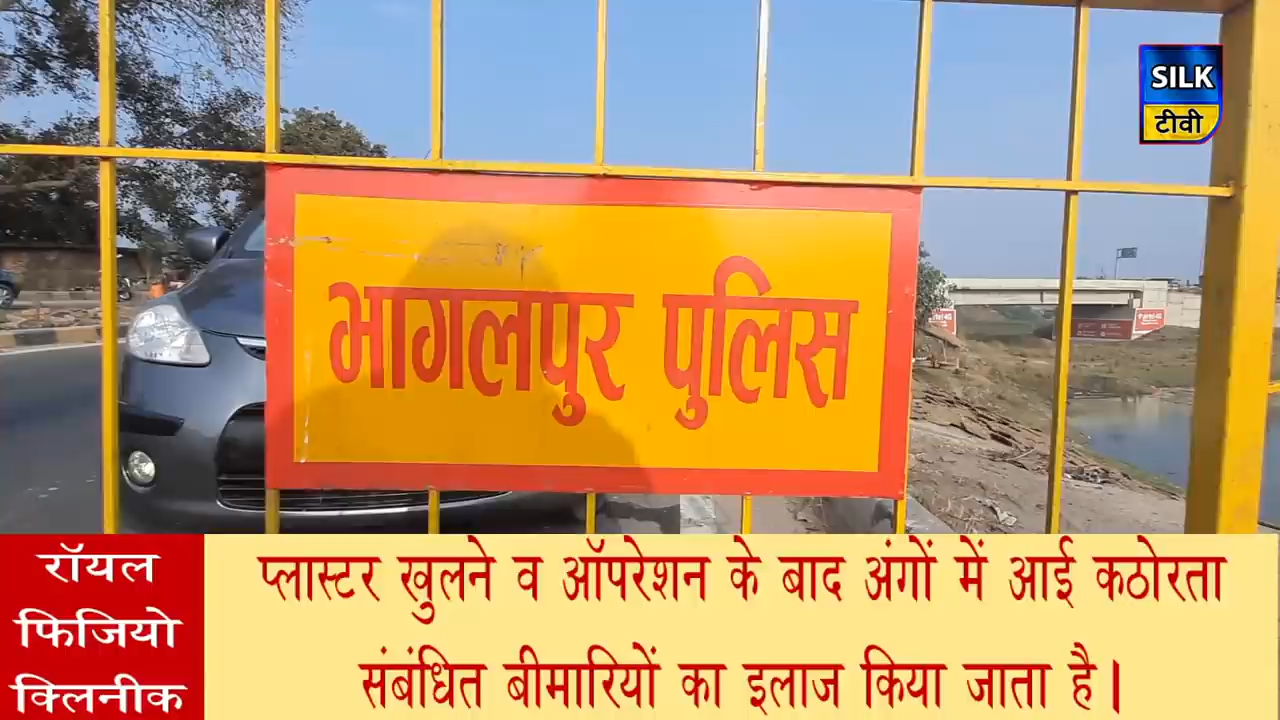 SILK
टीवी
भागलपुर पुलिस
रॉयल
फिजियो
क्लिनीक
प्लास्टर खुलने व ऑपरेशन के बाद अंगों में आई कठोरता
संबंधित बीमारियों का इलाज किया जाता है।